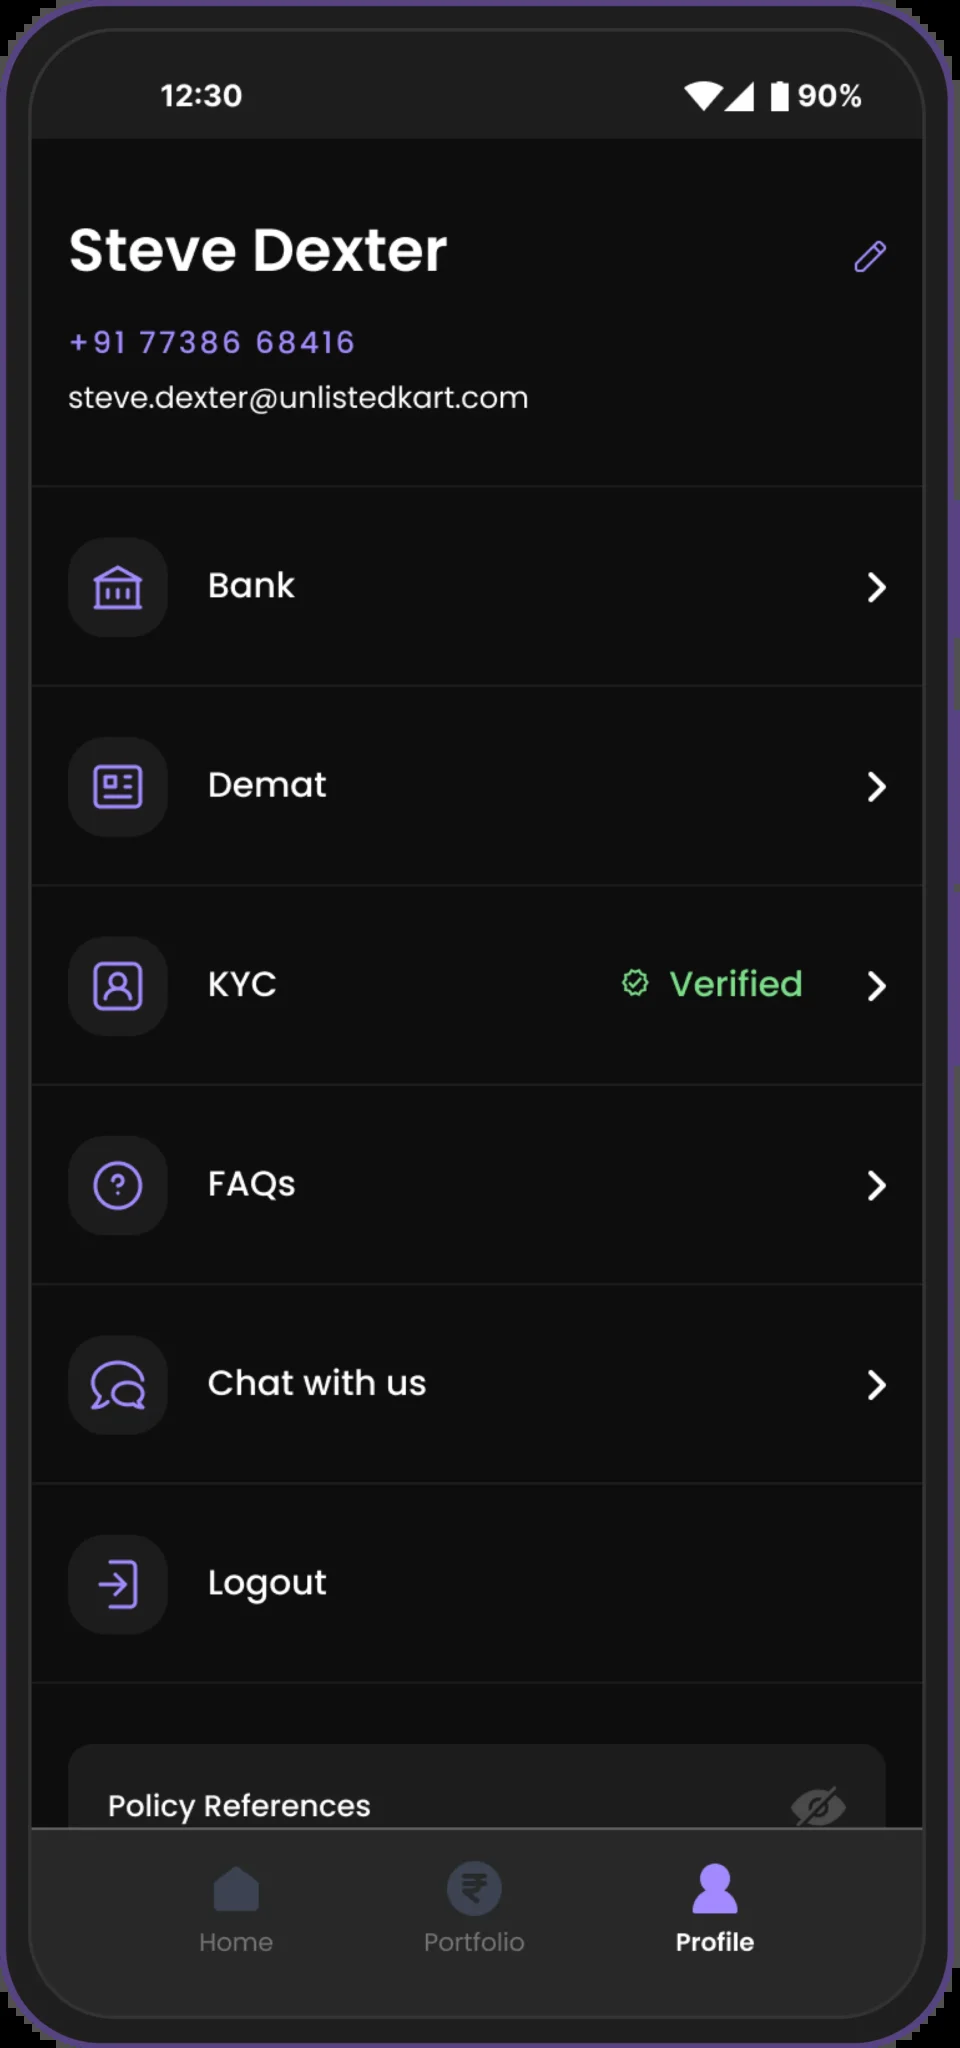 12:30 90%
Steve Dexter
+91 77386 68416
steve.dexter@unlistedkart.com
Bank
Demat
KYC Verified
FAQs
Chat with us
Logout
Policy References
Home Portfolio Profile